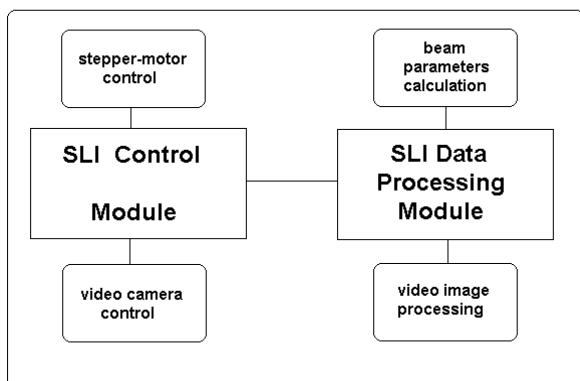 stepper-motor
control
beam
parameters
calculation
SLI Control
Module
SLI Data
Processing
Module
video camera
control
video image
processing